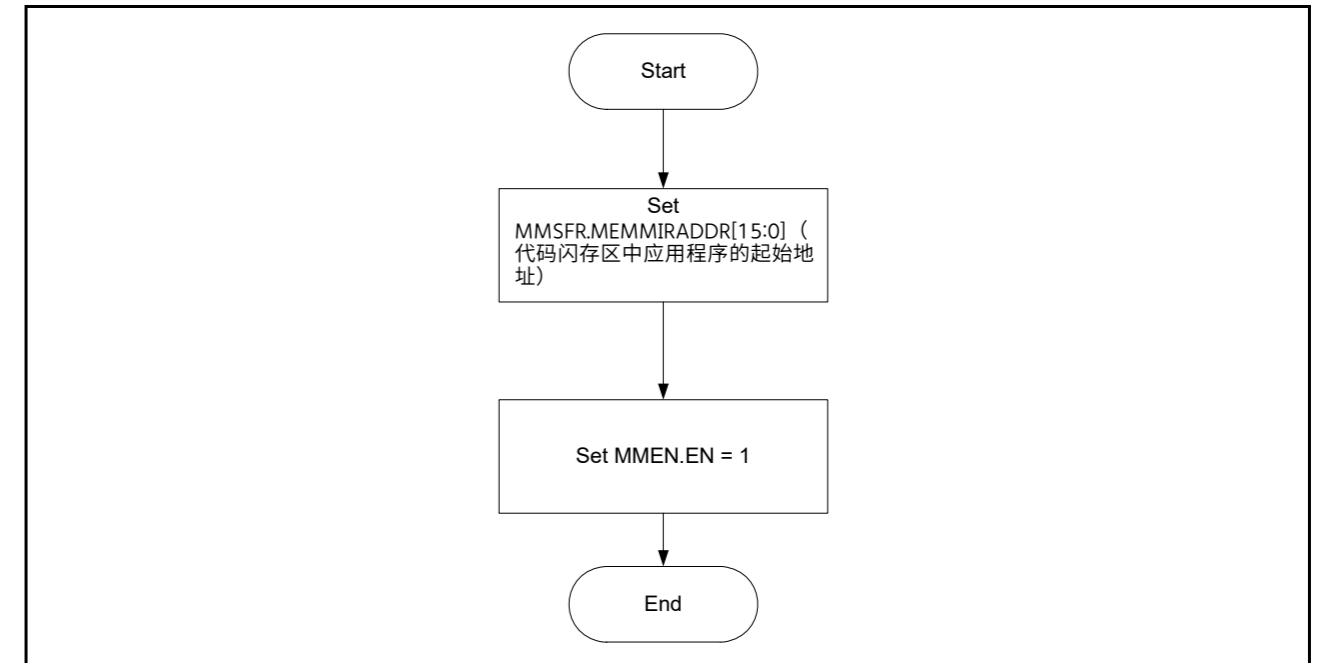 Start
Set
MMSFR.MEMMIRADDR[15:0]（
代码闪存区中应用程序的起始地
址）
Set MMEN.EN = 1
End